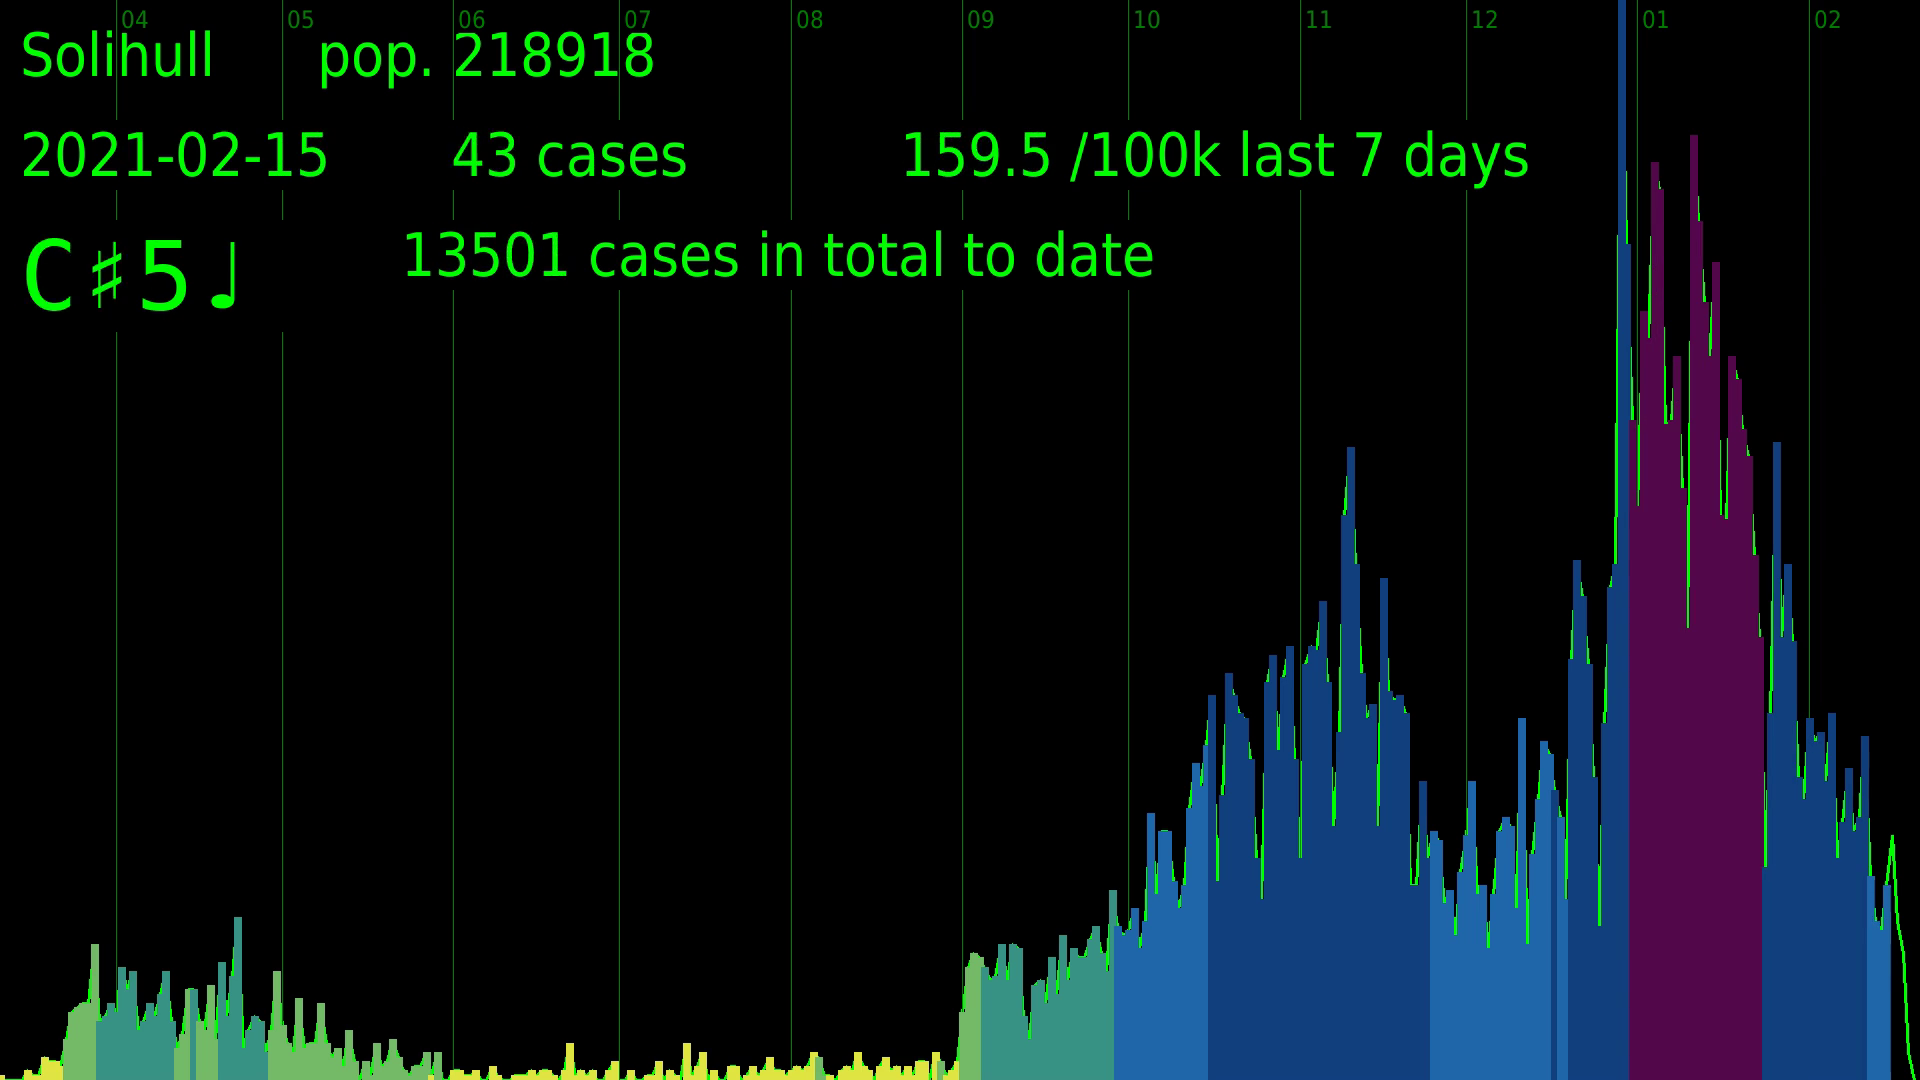 04 05 06 07 08 09 10 11 12 01 02
Solihull pop. 218918
2021-02-15 43 cases 159.5 /100k last 7 days
C♯5♩ 13501 cases in total to date